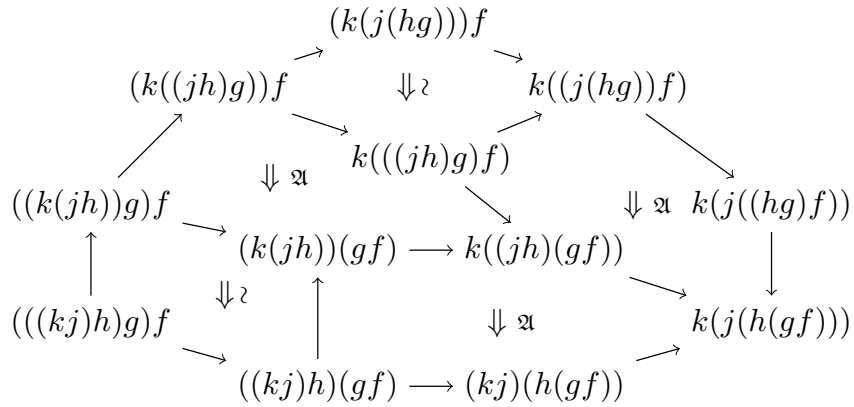 (k(j(hg)))f
(k((jh)g))f ⇓≀ k((j(hg))f)
k(((jh)g)f)
⇓ 𝔄
((k(jh))g)f ⇓ 𝔄 k(j((hg)f))
(k(jh))(gf) k((jh)(gf))
⇓≀
(((kj)h)g)f ⇓ 𝔄 k(j(h(gf)))
((kj)h)(gf) (kj)(h(gf))